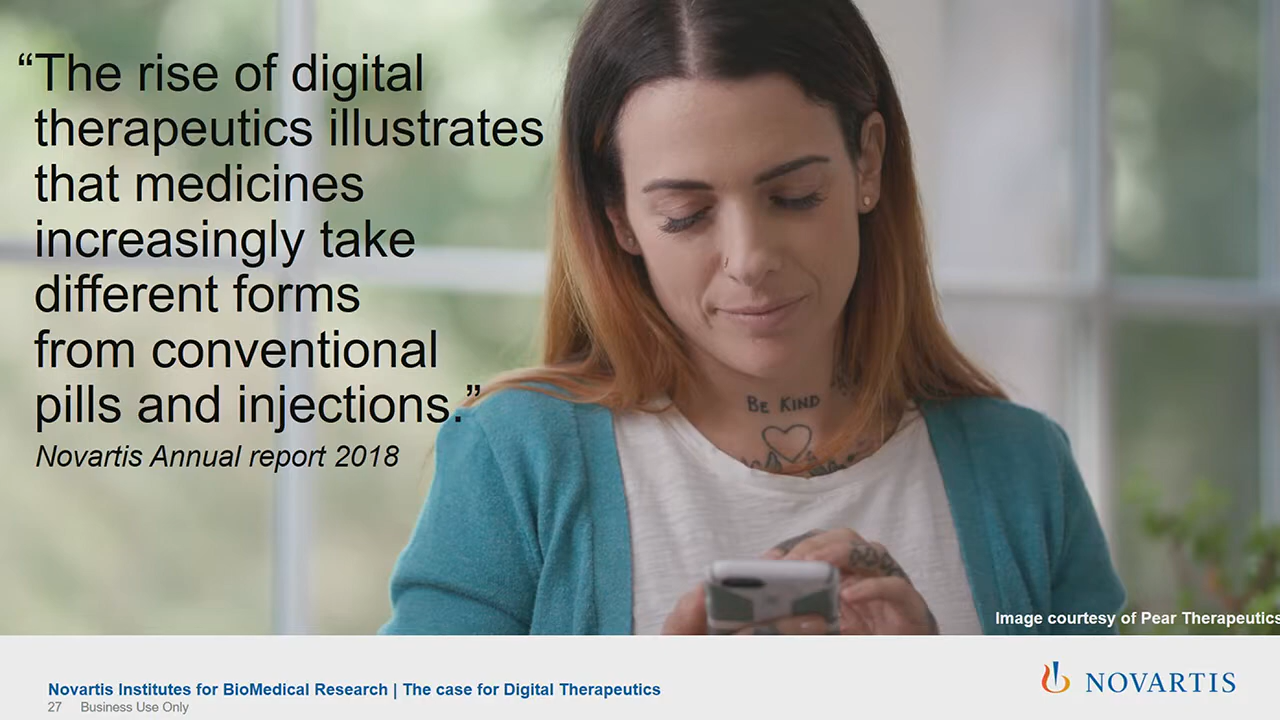 “The rise of digital
therapeutics illustrates
that medicines
increasingly take
different forms
from conventional
pills and injections.”
Novartis Annual report 2018
BE KIND
Image courtesy of Pear Therapeutics
Novartis Institutes for BioMedical Research | The case for Digital Therapeutics
27 Business Use Only
NOVARTIS